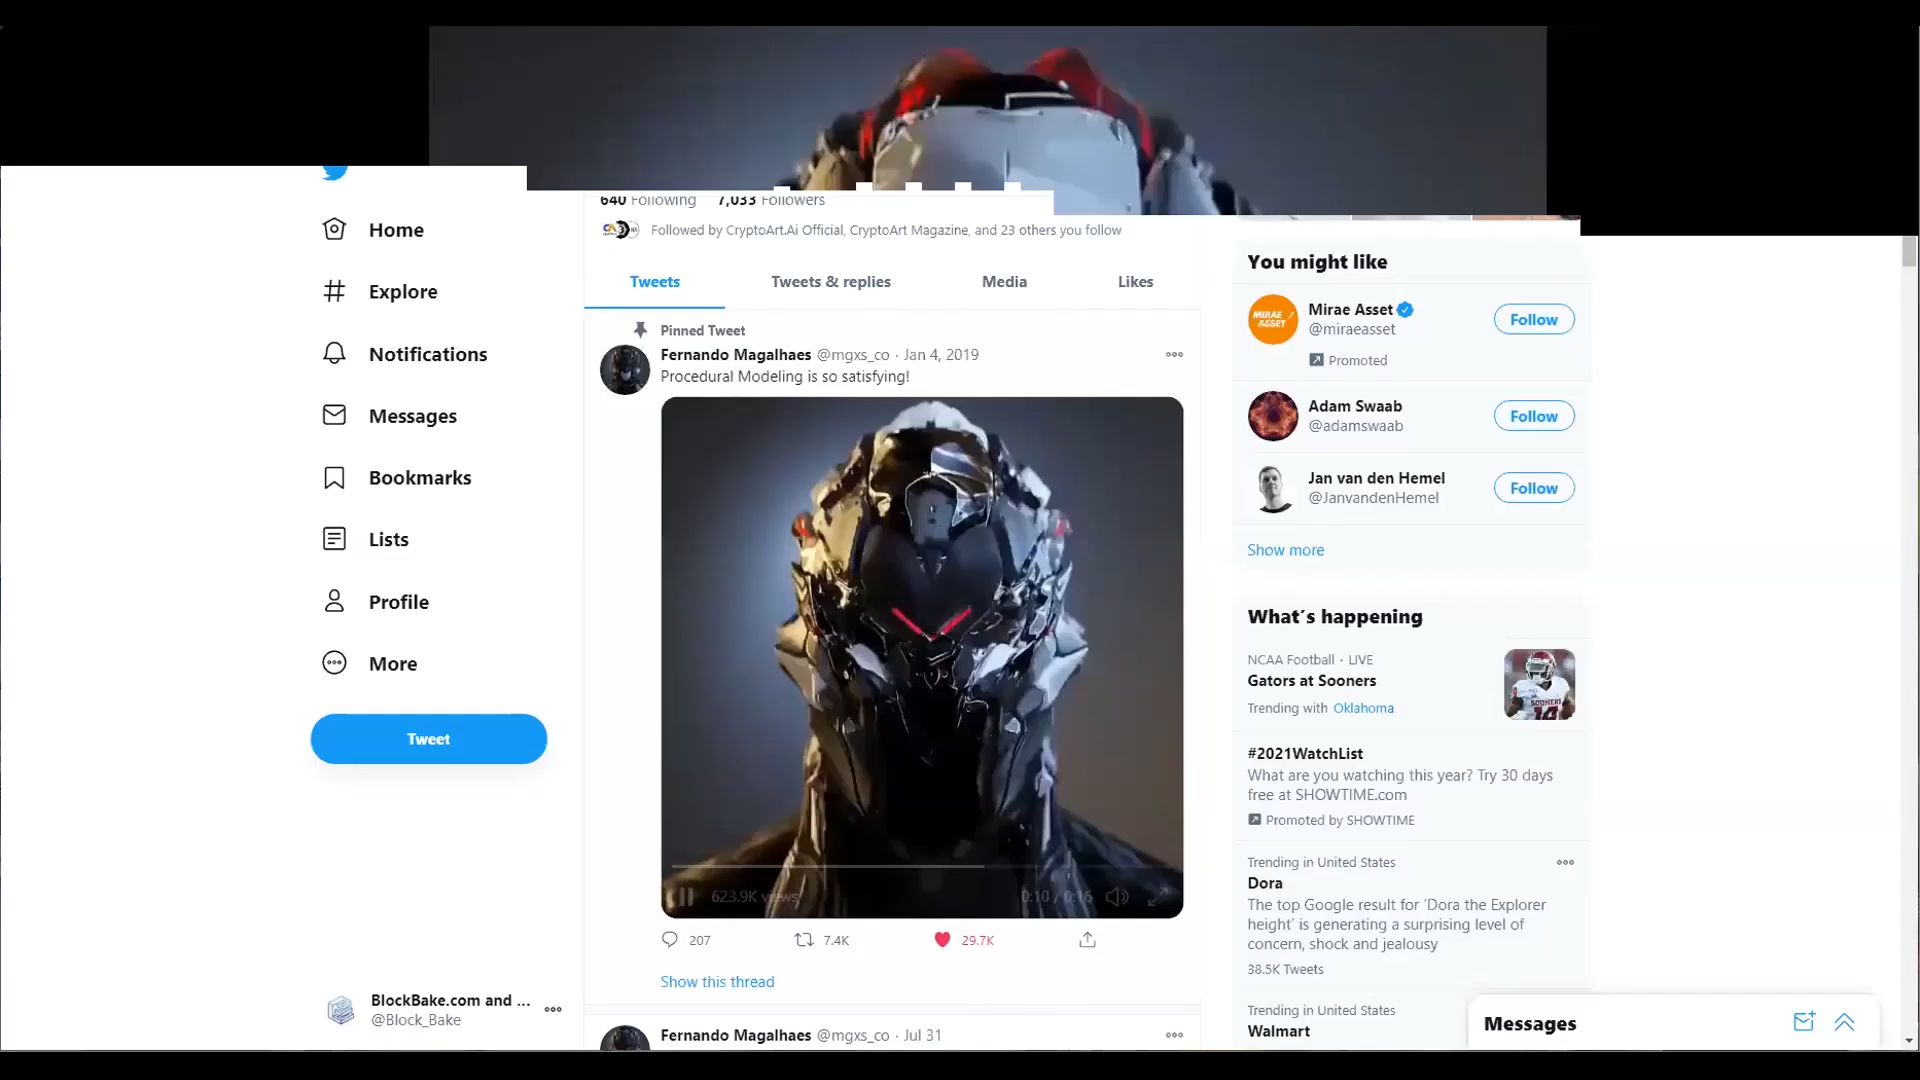 640 Following 7,033 Followers
Followed by CryptoArt.Ai Official, CryptoArt Magazine, and 23 others you follow
Home
Explore
Notifications
Messages
Bookmarks
Lists
Profile
More
Tweet
BlockBake.com and ...
@Block_Bake
Tweets
Tweets & replies
Media
Likes
Pinned Tweet
Fernando Magalhaes @mgxs_co · Jan 4, 2019
Procedural Modeling is so satisfying!
623.9K views
0:10 / 0:16
207
7.4K
29.7K
Show this thread
Fernando Magalhaes @mgxs_co · Jul 31
You might like
MIRAE ASSET
Mirae Asset
@miraeasset
Follow
Promoted
Adam Swaab
@adamswaab
Follow
Jan van den Hemel
@JanvandenHemel
Follow
Show more
What's happening
NCAA Football · LIVE
Gators at Sooners
Trending with Oklahoma
SOONERS
#2021WatchList
What are you watching this year? Try 30 days
free at SHOWTIME.com
Promoted by SHOWTIME
Trending in United States
Dora
The top Google result for 'Dora the Explorer
height' is generating a surprising level of
concern, shock and jealousy
38.5K Tweets
Trending in United States
Walmart
Messages